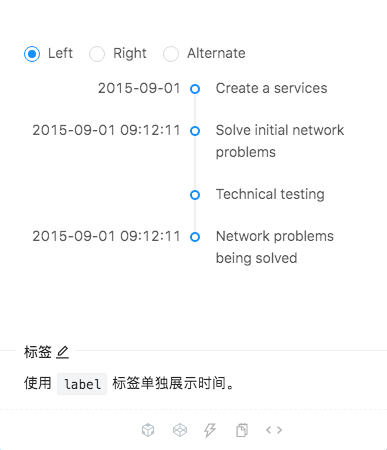 Left Right Alternate
2015-09-01 Create a services
2015-09-01 09:12:11 Solve initial network
problems
Technical testing
2015-09-01 09:12:11 Network problems
being solved
标签
使用 label 标签单独展示时间。